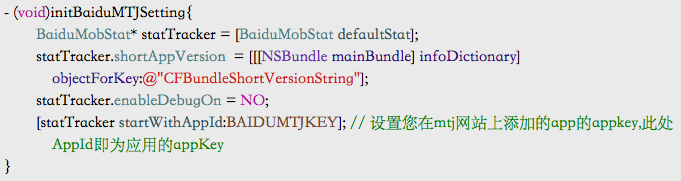 - (void)initBaiduMTJSetting{
BaiduMobStat* statTracker = [BaiduMobStat defaultStat];
statTracker.shortAppVersion = [[[NSBundle mainBundle] infoDictionary]
objectForKey:@"CFBundleShortVersionString"];
statTracker.enableDebugOn = NO;
[statTracker startWithAppId:BAIDUMTJKEY]; // 设置您在mtj网站上添加的app的appkey,此处
AppId即为应用的appKey
}